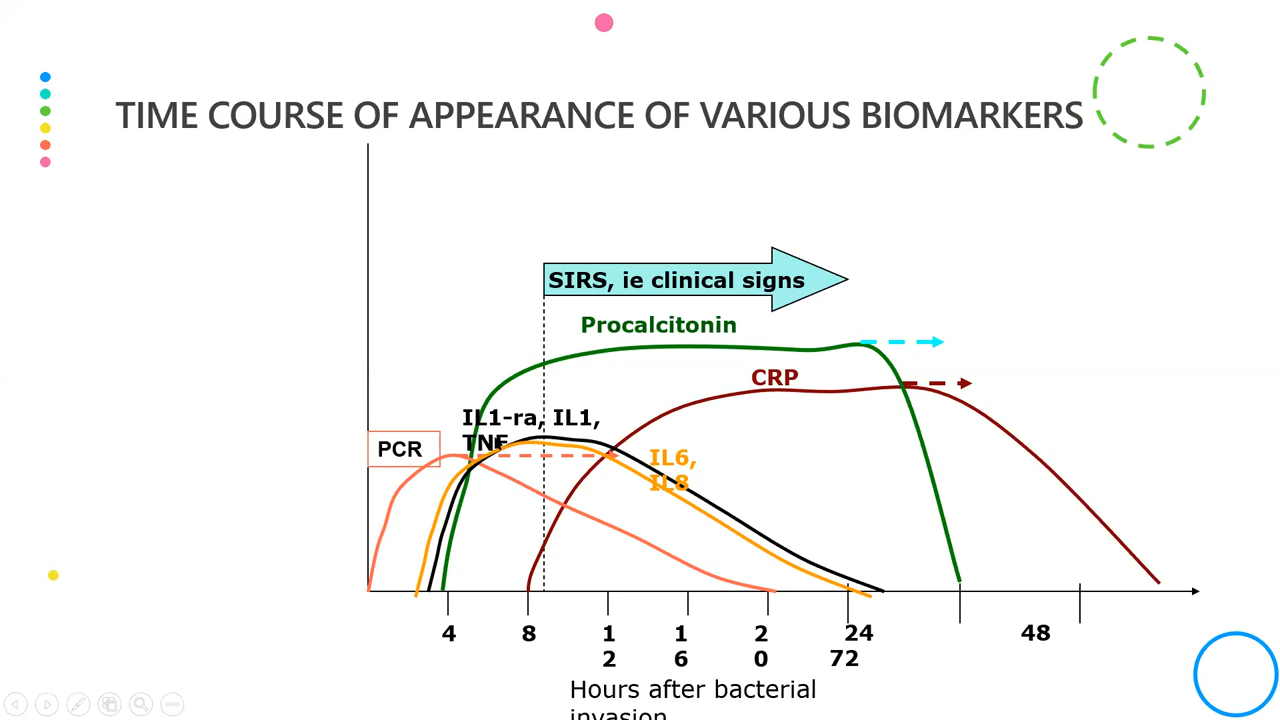 TIME COURSE OF APPEARANCE OF VARIOUS BIOMARKERS
SIRS, ie clinical signs
Procalcitonin
CRP
IL1-ra, IL1,
TNF
PCR
IL6,
IL8
4 8 1 1 2 24 48
2 6 0 72
Hours after bacterial
invasion